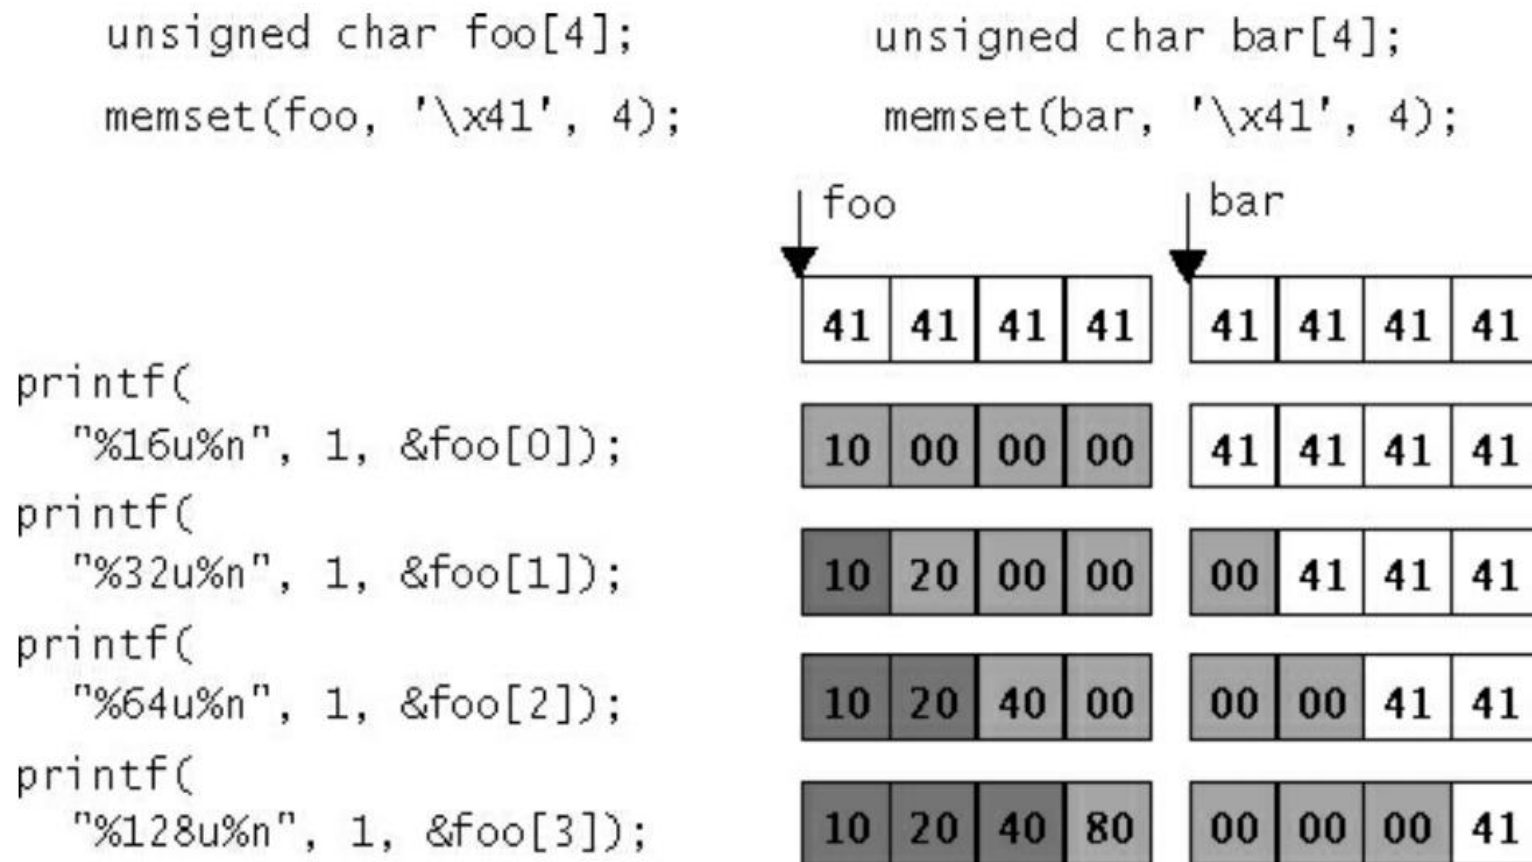 unsigned char foo[4]; unsigned char bar[4];
memset(foo, '\x41', 4); memset(bar, '\x41', 4);
foo bar
41 41 41 41 41 41 41 41
printf(
"%16u%n", 1, &foo[0]); 10 00 00 00 41 41 41 41
printf(
"%32u%n", 1, &foo[1]); 10 20 00 00 00 41 41 41
printf(
"%64u%n", 1, &foo[2]); 10 20 40 00 00 00 41 41
printf(
"%128u%n", 1, &foo[3]); 10 20 40 80 00 00 00 41